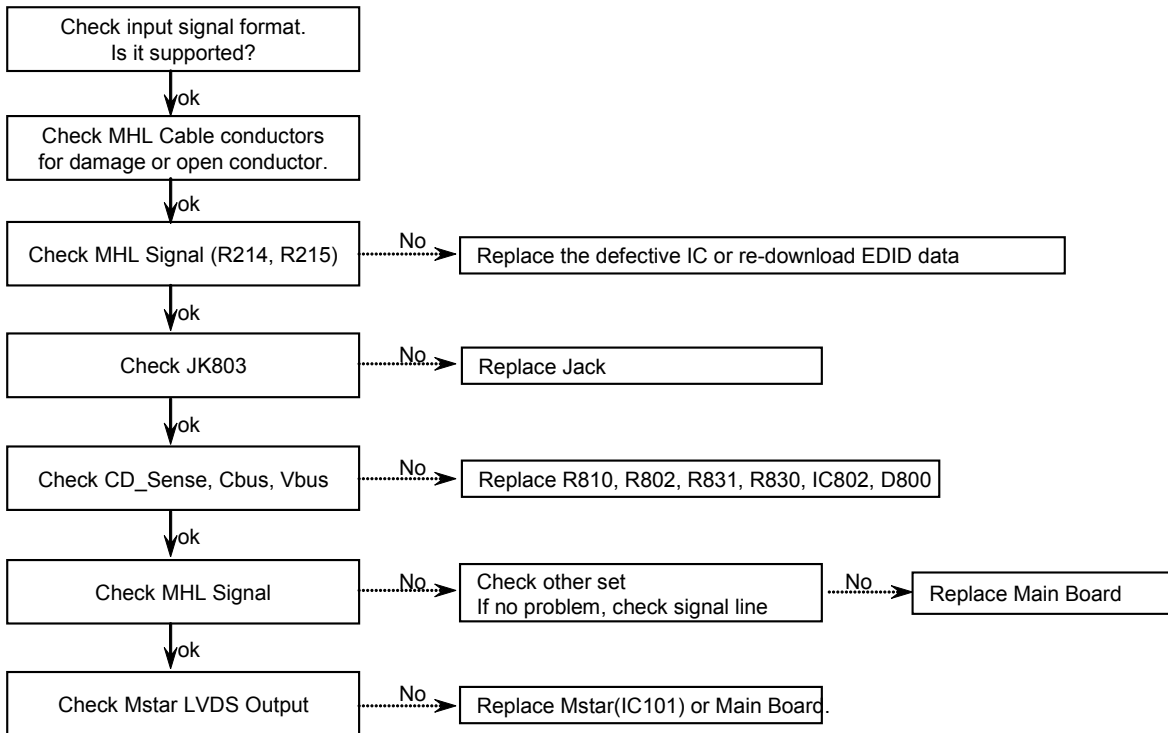 Check input signal format.
Is it supported?
ok
Check MHL Cable conductors
for damage or open conductor.
ok
Check MHL Signal (R214, R215)
No
Replace the defective IC or re-download EDID data
ok
Check JK803
No
Replace Jack
ok
Check CD_Sense, Cbus, Vbus
No
Replace R810, R802, R831, R830, IC802, D800
ok
Check MHL Signal
No
Check other set
If no problem, check signal line
No
Replace Main Board
ok
Check Mstar LVDS Output
No
Replace Mstar(IC101) or Main Board.